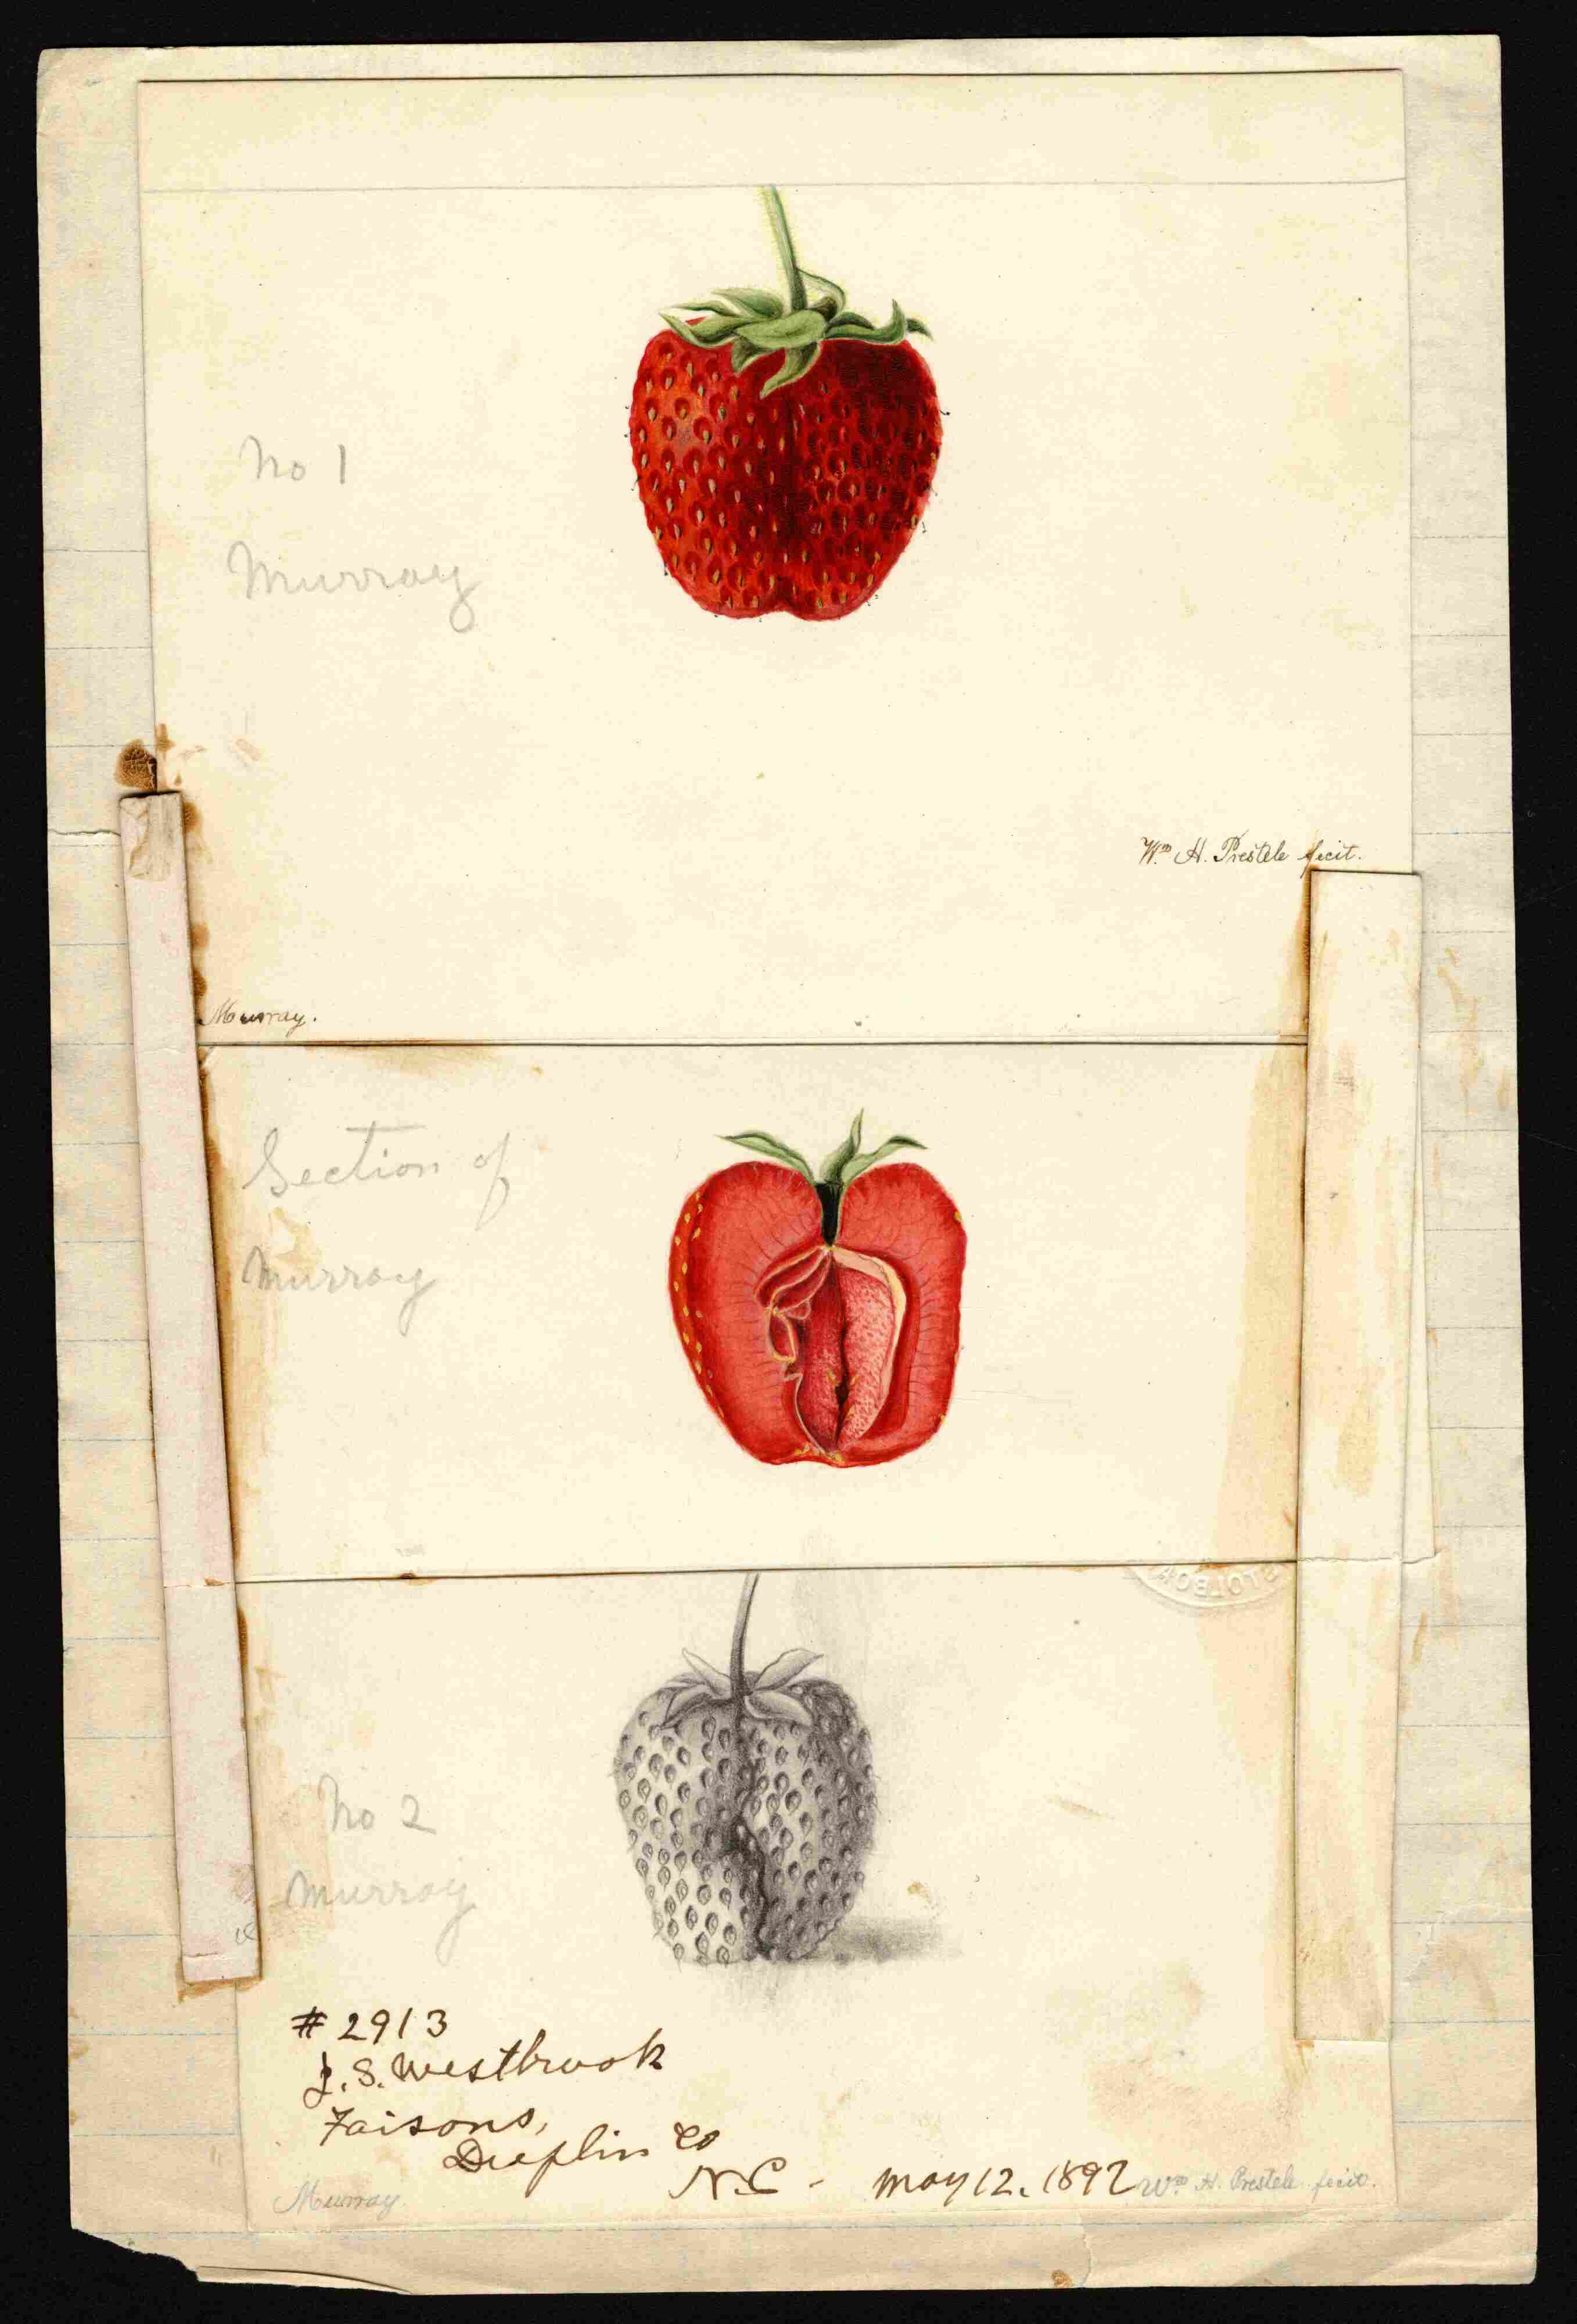 No 1
Murray
Wm H. Prestele fecit.
Murray.
Section of
Murray
No 2
Murray
# 2913
J. S. Westbrook
Faisons,
Duplin Co
N.C - May 12. 1892
Wm H. Prestele fecit.
Murray.